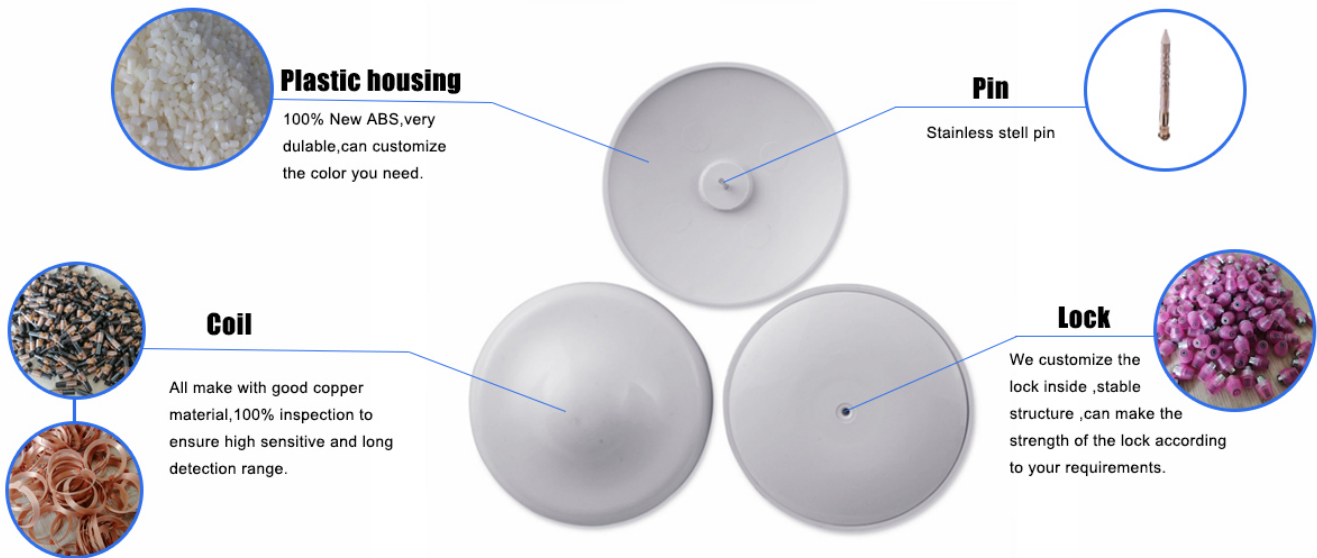 Plastic housing
100% New ABS,very
dulable,can customize
the color you need.
Pin
Stainless stell pin
Coil
All make with good copper
material,100% inspection to
ensure high sensitive and long
detection range.
Lock
We customize the
lock inside ,stable
structure ,can make the
strength of the lock according
to your requirements.